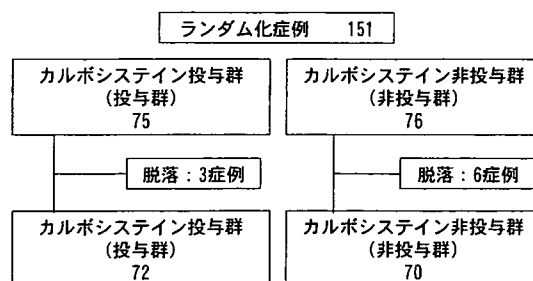 ランダム化症例 151
カルボシステイン投与群
(投与群)
75
カルボシステイン非投与群
(非投与群)
76
脱落:3症例
脱落:6症例
カルボシステイン投与群
(投与群)
72
カルボシステイン非投与群
(非投与群)
70